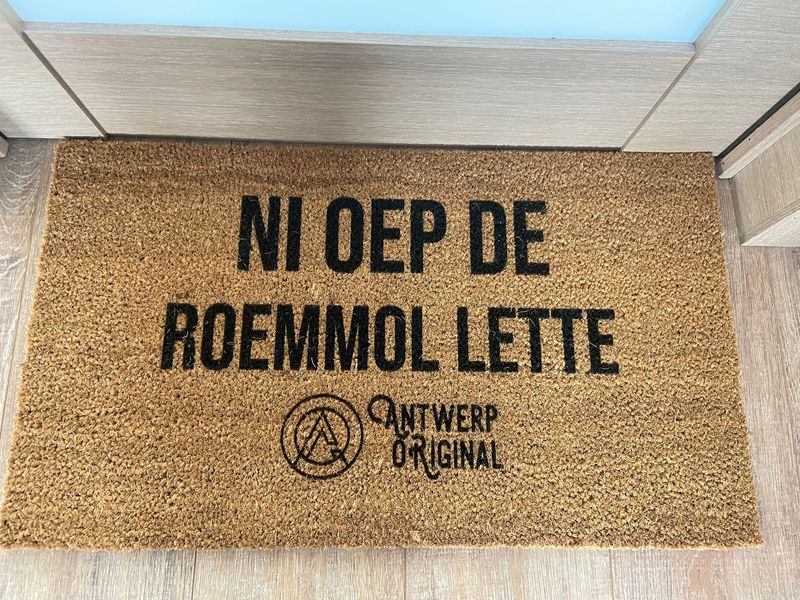 NI OEP DE
ROEMMOL LETTE
ANTWERP
ORIGINAL